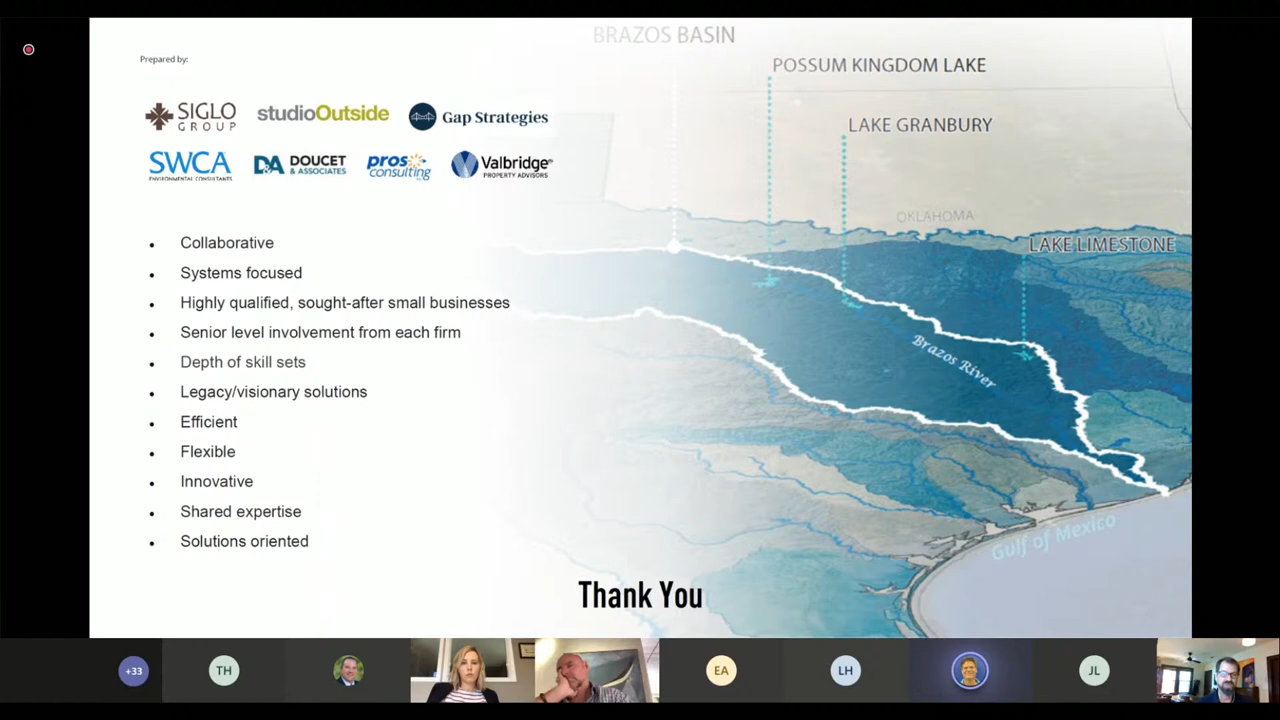 BRAZOS BASIN
Prepared by:
POSSUM KINGDOM LAKE
SIGLO
GROUP
studioOutside
Gap Strategies
LAKE GRANBURY
SWCA
ENVIRONMENTAL CONSULTANTS
D&A DOUCET
& ASSOCIATES
pros
consulting
Valbridge
PROPERTY ADVISORS
OKLAHOMA
LAKE LIMESTONE
Collaborative
Systems focused
Highly qualified, sought-after small businesses
Senior level involvement from each firm
Depth of skill sets
Legacy/visionary solutions
Efficient
Flexible
Innovative
Shared expertise
Solutions oriented
Brazos River
Gulf of Mexico
Thank You
+33
TH
EA
LH
JL